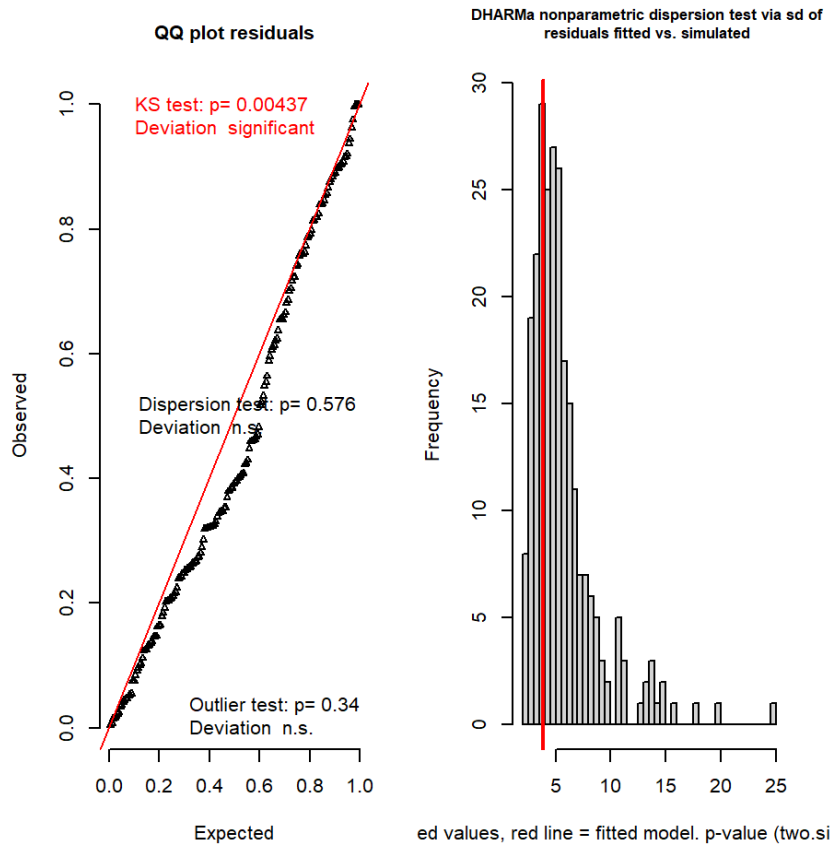 QQ plot residuals
KS test: p= 0.00437
Deviation significant
Dispersion test: p= 0.576
Deviation n.s.
Outlier test: p= 0.34
Deviation n.s.
Observed
0.0 0.2 0.4 0.6 0.8 1.0
0.0 0.2 0.4 0.6 0.8 1.0
Expected
DHARMa nonparametric dispersion test via sd of
residuals fitted vs. simulated
Frequency
0 5 10 15 20 25 30
5 10 15 20 25
ed values, red line = fitted model. p-value (two.si